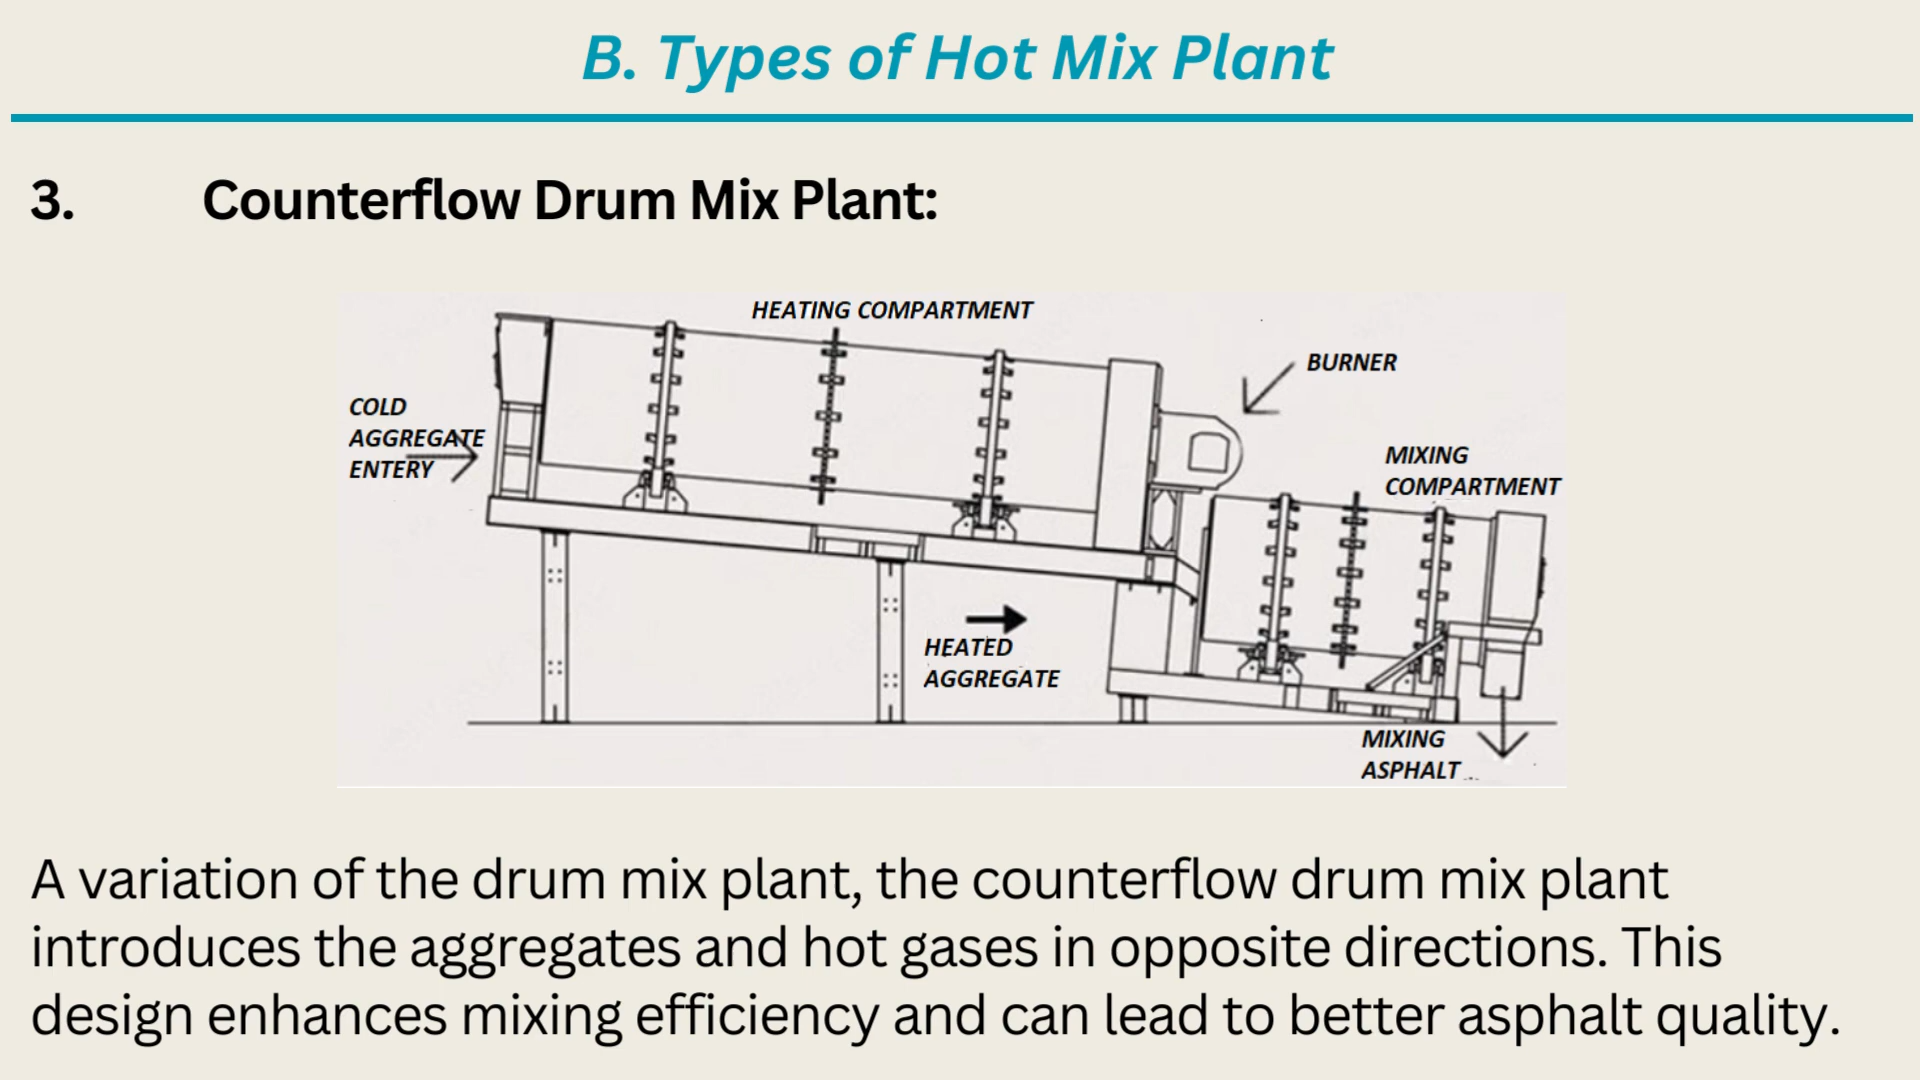 B. Types of Hot Mix Plant
3. Counterflow Drum Mix Plant:
HEATING COMPARTMENT
BURNER
COLD
AGGREGATE
ENTERY
MIXING
COMPARTMENT
HEATED
AGGREGATE
MIXING
ASPHALT
A variation of the drum mix plant, the counterflow drum mix plant
introduces the aggregates and hot gases in opposite directions. This
design enhances mixing efficiency and can lead to better asphalt quality.